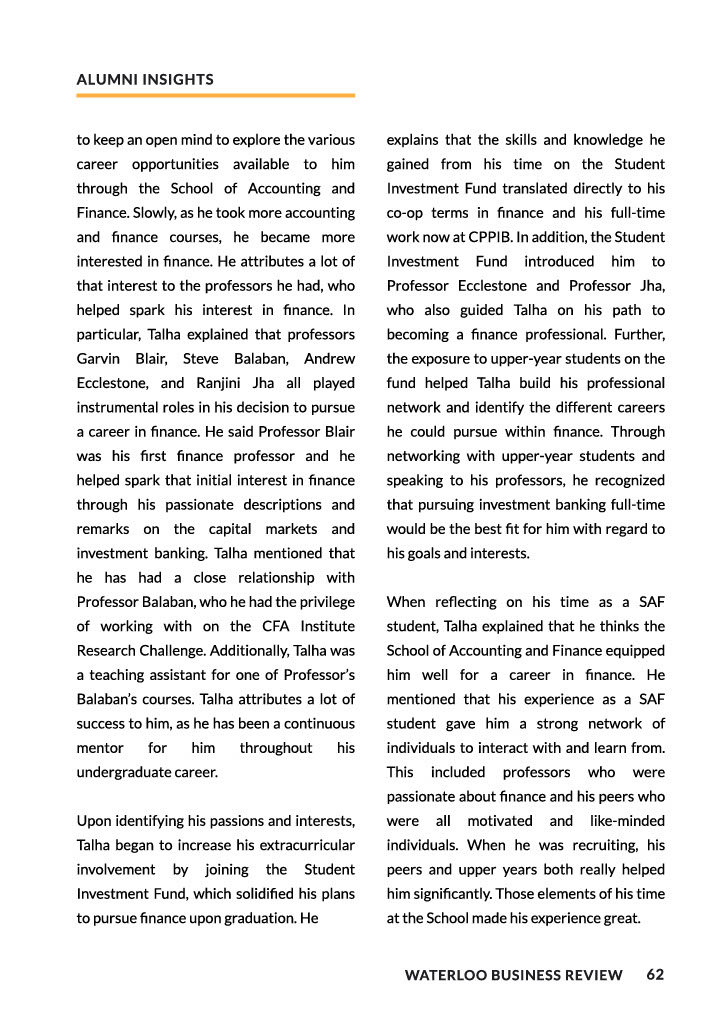 ALUMNI INSIGHTS
to keep an open mind to explore the various
career opportunities available to him
through the School of Accounting and
Finance. Slowly, as he took more accounting
and finance courses, he became more
interested in finance. He attributes a lot of
that interest to the professors he had, who
helped spark his interest in finance. In
particular, Talha explained that professors
Garvin Blair, Steve Balaban, Andrew
Ecclestone, and Ranjini Jha all played
instrumental roles in his decision to pursue
a career in finance. He said Professor Blair
was his first finance professor and he
helped spark that initial interest in finance
through his passionate descriptions and
remarks on the capital markets and
investment banking. Talha mentioned that
he has had a close relationship with
Professor Balaban, who he had the privilege
of working with on the CFA Institute
Research Challenge. Additionally, Talha was
a teaching assistant for one of Professor’s
Balaban’s courses. Talha attributes a lot of
success to him, as he has been a continuous
mentor for him throughout his
undergraduate career.
Upon identifying his passions and interests,
Talha began to increase his extracurricular
involvement by joining the Student
Investment Fund, which solidified his plans
to pursue finance upon graduation. He
explains that the skills and knowledge he
gained from his time on the Student
Investment Fund translated directly to his
co-op terms in finance and his full-time
work now at CPPIB. In addition, the Student
Investment Fund introduced him to
Professor Ecclestone and Professor Jha,
who also guided Talha on his path to
becoming a finance professional. Further,
the exposure to upper-year students on the
fund helped Talha build his professional
network and identify the different careers
he could pursue within finance. Through
networking with upper-year students and
speaking to his professors, he recognized
that pursuing investment banking full-time
would be the best fit for him with regard to
his goals and interests.
When reflecting on his time as a SAF
student, Talha explained that he thinks the
School of Accounting and Finance equipped
him well for a career in finance. He
mentioned that his experience as a SAF
student gave him a strong network of
individuals to interact with and learn from.
This included professors who were
passionate about finance and his peers who
were all motivated and like-minded
individuals. When he was recruiting, his
peers and upper years both really helped
him significantly. Those elements of his time
at the School made his experience great.
WATERLOO BUSINESS REVIEW 62